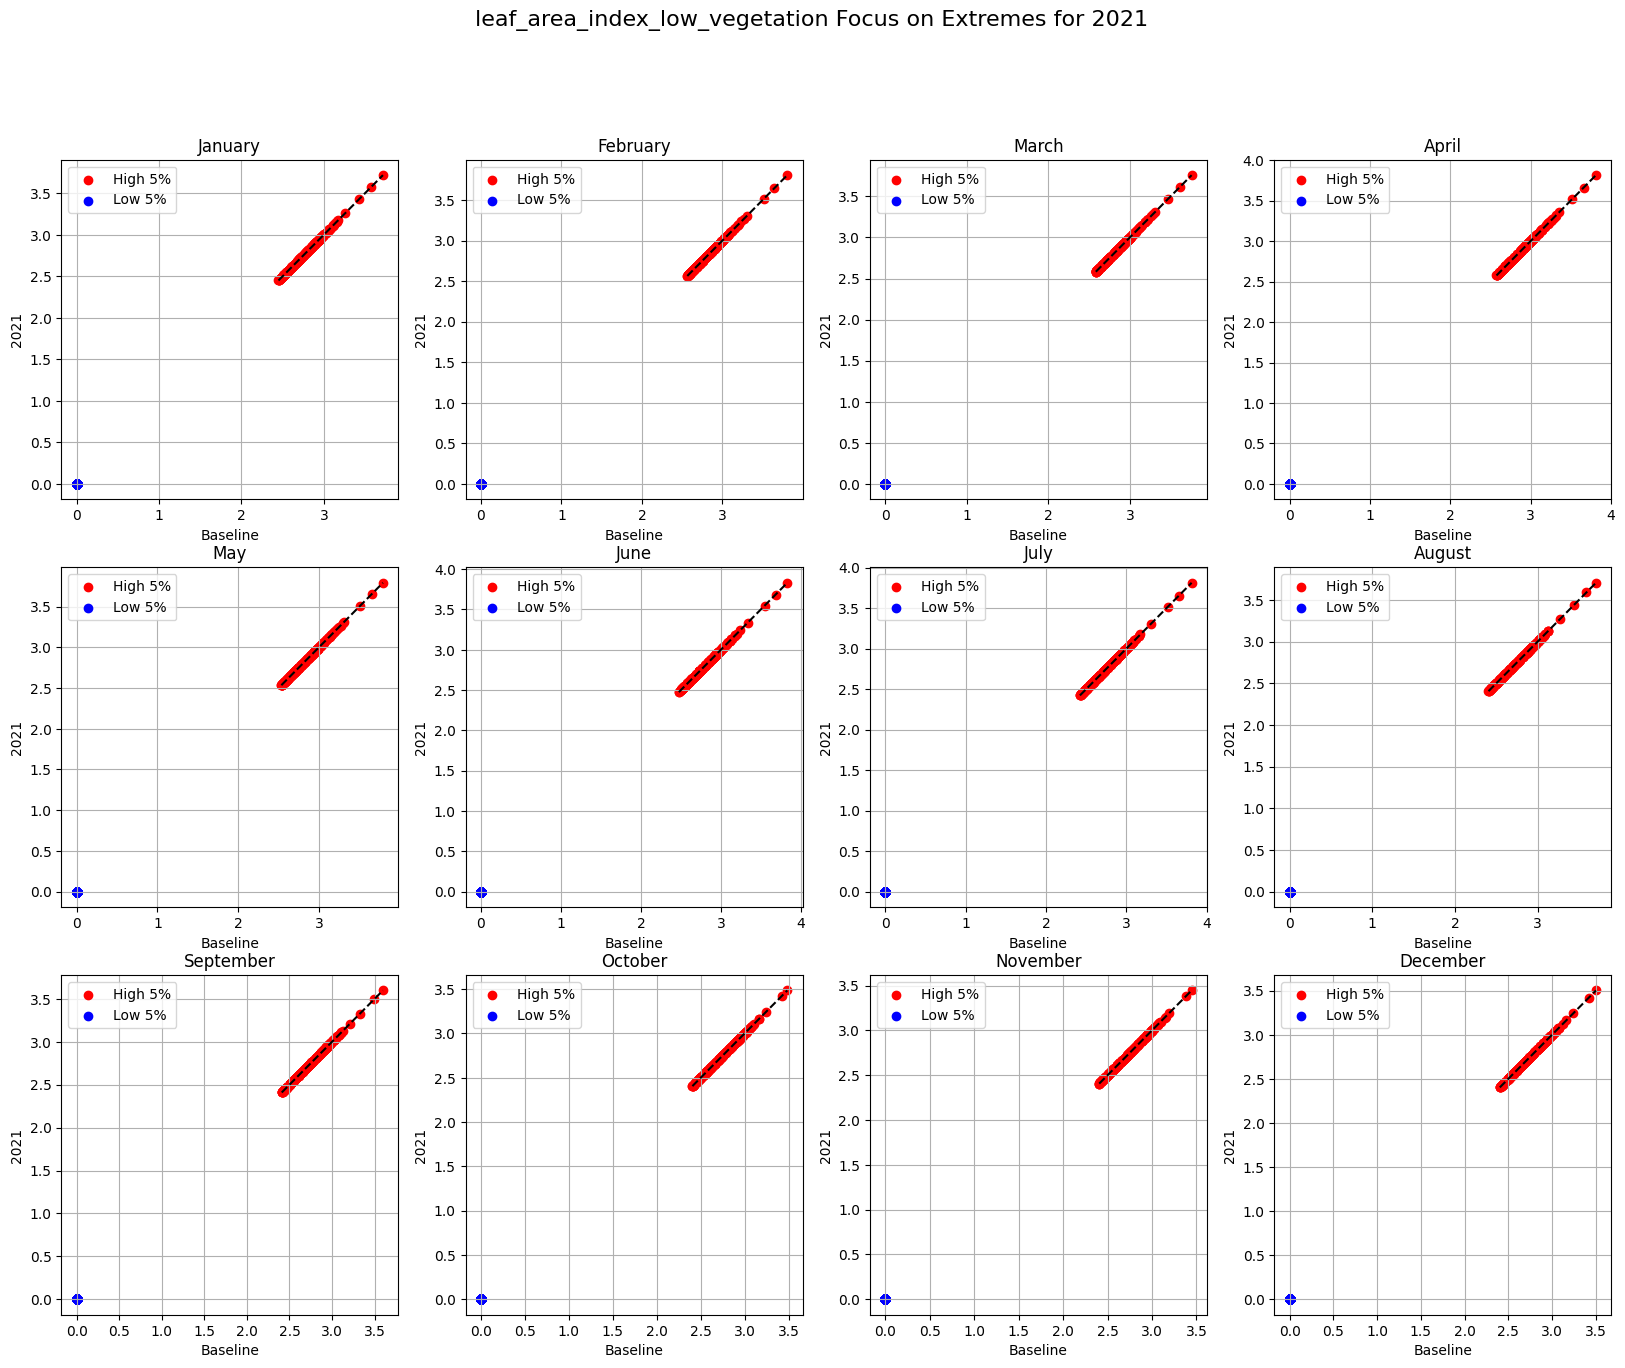 leaf_area_index_low_vegetation Focus on Extremes for 2021
January
High 5%
Low 5%
2021
3.5
3.0
2.5
2.0
1.5
1.0
0.5
0.0
0 1 2 3
Baseline
February
High 5%
Low 5%
2021
3.5
3.0
2.5
2.0
1.5
1.0
0.5
0.0
0 1 2 3
Baseline
March
High 5%
Low 5%
2021
3.5
3.0
2.5
2.0
1.5
1.0
0.5
0.0
0 1 2 3
Baseline
April
High 5%
Low 5%
2021
4.0
3.5
3.0
2.5
2.0
1.5
1.0
0.5
0.0
0 1 2 3 4
Baseline
May
High 5%
Low 5%
2021
3.5
3.0
2.5
2.0
1.5
1.0
0.5
0.0
0 1 2 3
Baseline
June
High 5%
Low 5%
2021
4.0
3.5
3.0
2.5
2.0
1.5
1.0
0.5
0.0
0 1 2 3 4
Baseline
July
High 5%
Low 5%
2021
4.0
3.5
3.0
2.5
2.0
1.5
1.0
0.5
0.0
0 1 2 3 4
Baseline
August
High 5%
Low 5%
2021
3.5
3.0
2.5
2.0
1.5
1.0
0.5
0.0
0 1 2 3
Baseline
September
High 5%
Low 5%
2021
3.5
3.0
2.5
2.0
1.5
1.0
0.5
0.0
0.0 0.5 1.0 1.5 2.0 2.5 3.0 3.5
Baseline
October
High 5%
Low 5%
2021
3.5
3.0
2.5
2.0
1.5
1.0
0.5
0.0
0.0 0.5 1.0 1.5 2.0 2.5 3.0 3.5
Baseline
November
High 5%
Low 5%
2021
3.5
3.0
2.5
2.0
1.5
1.0
0.5
0.0
0.0 0.5 1.0 1.5 2.0 2.5 3.0 3.5
Baseline
December
High 5%
Low 5%
2021
3.5
3.0
2.5
2.0
1.5
1.0
0.5
0.0
0.0 0.5 1.0 1.5 2.0 2.5 3.0 3.5
Baseline